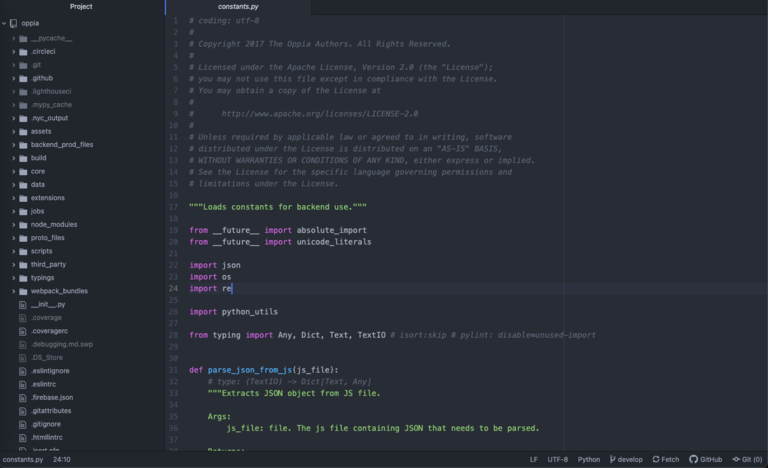 Project
constants.py
oppia
__pycache__
.circleci
.git
.github
.lighthouseci
.mypy_cache
.nyc_output
assets
backend_prod_files
build
core
data
extensions
jobs
node_modules
proto_files
scripts
third_party
typings
webpack_bundles
__init__.py
.coverage
.coveragerc
.debugging.md.swp
.DS_Store
.eslintignore
.eslintrc
.firebase.json
.gitattributes
.gitignore
.htmllintrc
.isort.cfg
1 # coding: utf-8
2 #
3 # Copyright 2017 The Oppia Authors. All Rights Reserved.
4 #
5 # Licensed under the Apache License, Version 2.0 (the "License");
6 # you may not use this file except in compliance with the License.
7 # You may obtain a copy of the License at
8 #
9 #      http://www.apache.org/licenses/LICENSE-2.0
10 #
11 # Unless required by applicable law or agreed to in writing, software
12 # distributed under the License is distributed on an "AS-IS" BASIS,
13 # WITHOUT WARRANTIES OR CONDITIONS OF ANY KIND, either express or implied.
14 # See the License for the specific language governing permissions and
15 # limitations under the License.
16
17 """Loads constants for backend use."""
18
19 from __future__ import absolute_import
20 from __future__ import unicode_literals
21
22 import json
23 import os
24 import re
25
26 import python_utils
27
28 from typing import Any, Dict, Text, TextIO # isort:skip # pylint: disable=unused-import
29
30
31 def parse_json_from_js(js_file):
32     # type: (TextIO) -> Dict[Text, Any]
33     """Extracts JSON object from JS file.
34
35     Args:
36         js_file: file. The js file containing JSON that needs to be parsed.
37
38     Returns:
constants.py 24:10 LF UTF-8 Python develop Fetch GitHub Git (0)